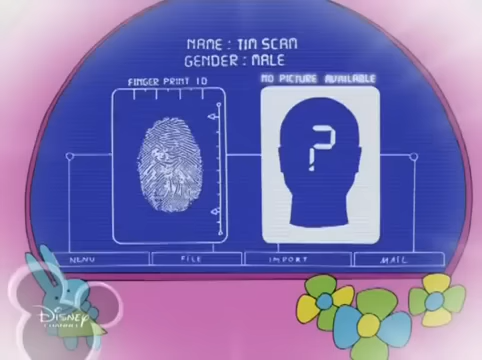 NAME : TIM SCAM
GENDER : MALE
FINGER PRINT ID
NO PICTURE AVAILABLE
?
MENU
FILE
IMPORT
MAIL
DISNEY
CHANNEL